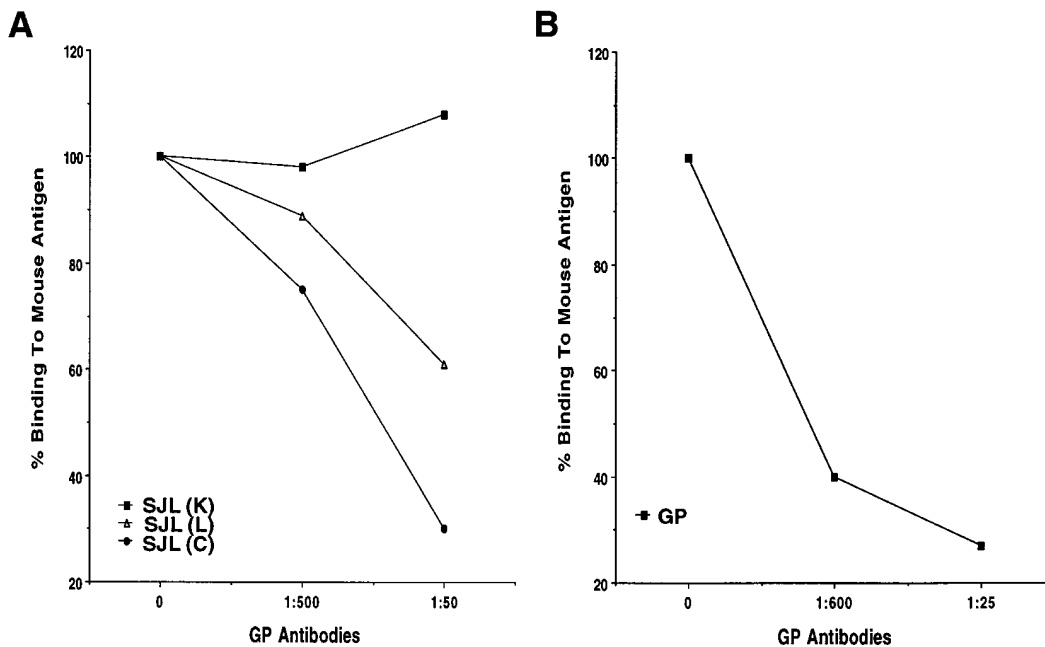 A
% Binding To Mouse Antigen
120
100
80
60
40
20
SJL (K)
SJL (L)
SJL (C)
0
1:500
1:50
GP Antibodies
B
% Binding To Mouse Antigen
120
100
80
60
40
20
GP
0
1:600
1:25
GP Antibodies